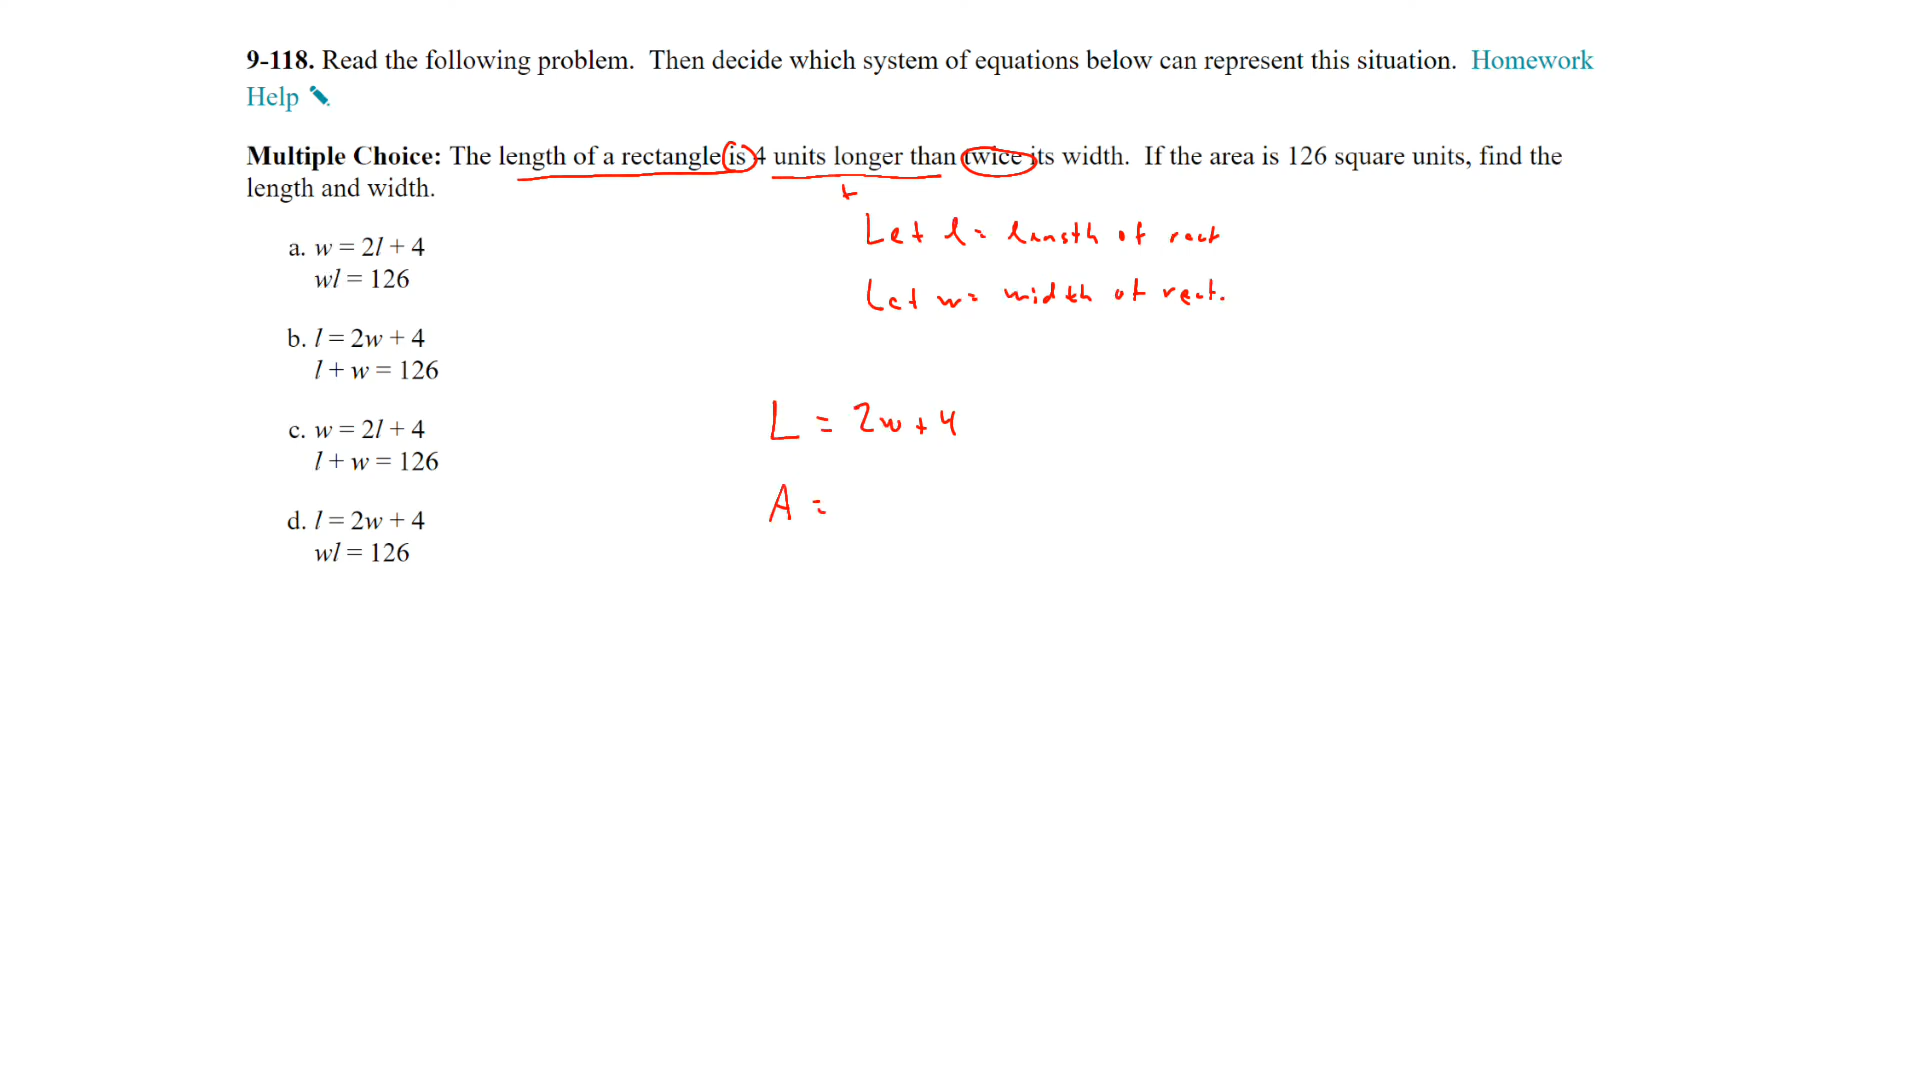 9-118. Read the following problem. Then decide which system of equations below can represent this situation. Homework
Help
Multiple Choice: The length of a rectangle is 4 units longer than twice its width. If the area is 126 square units, find the
length and width.
+
Let l = length of rect
a. w = 2l + 4
wl = 126
Let w = width of rect.
b. l = 2w + 4
l + w = 126
L = 2w + 4
c. w = 2l + 4
l + w = 126
A =
d. l = 2w + 4
wl = 126